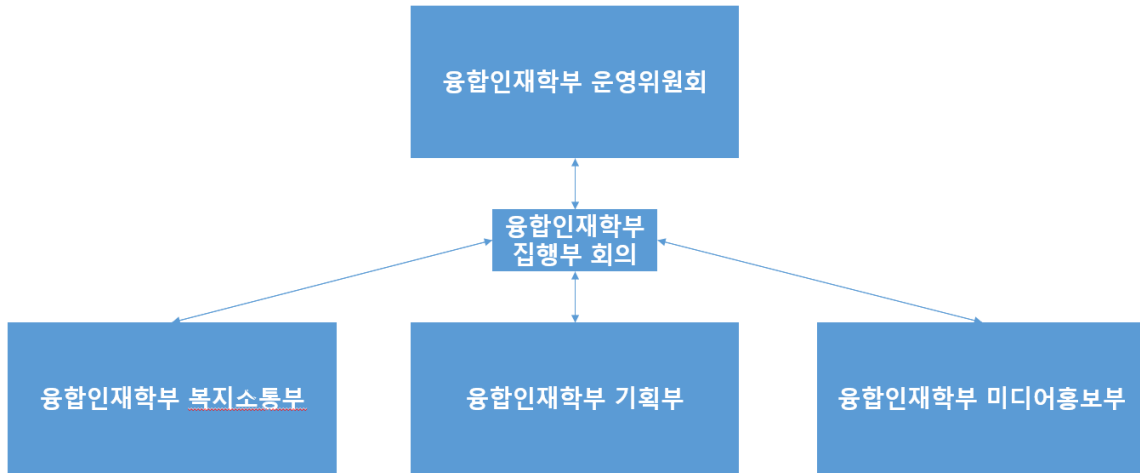 융합인재학부 운영위원회
융합인재학부
집행부 회의
융합인재학부 복지소통부
융합인재학부 기획부
융합인재학부 미디어홍보부